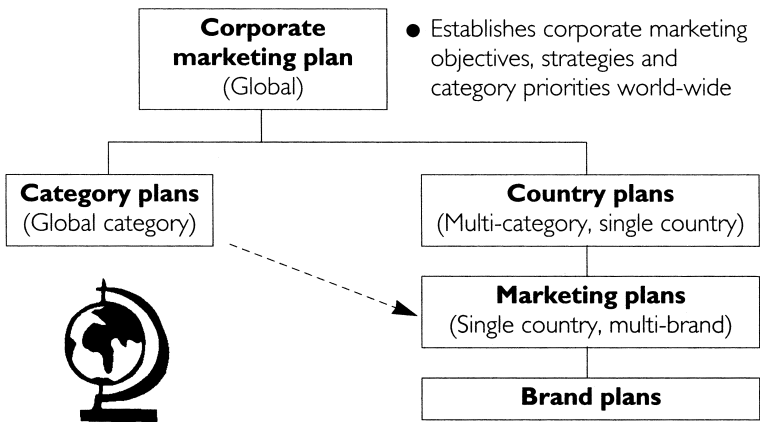 Corporate
marketing plan
(Global)
● Establishes corporate marketing
objectives, strategies and
category priorities world-wide
Category plans
(Global category)
Country plans
(Multi-category, single country)
Marketing plans
(Single country, multi-brand)
Brand plans